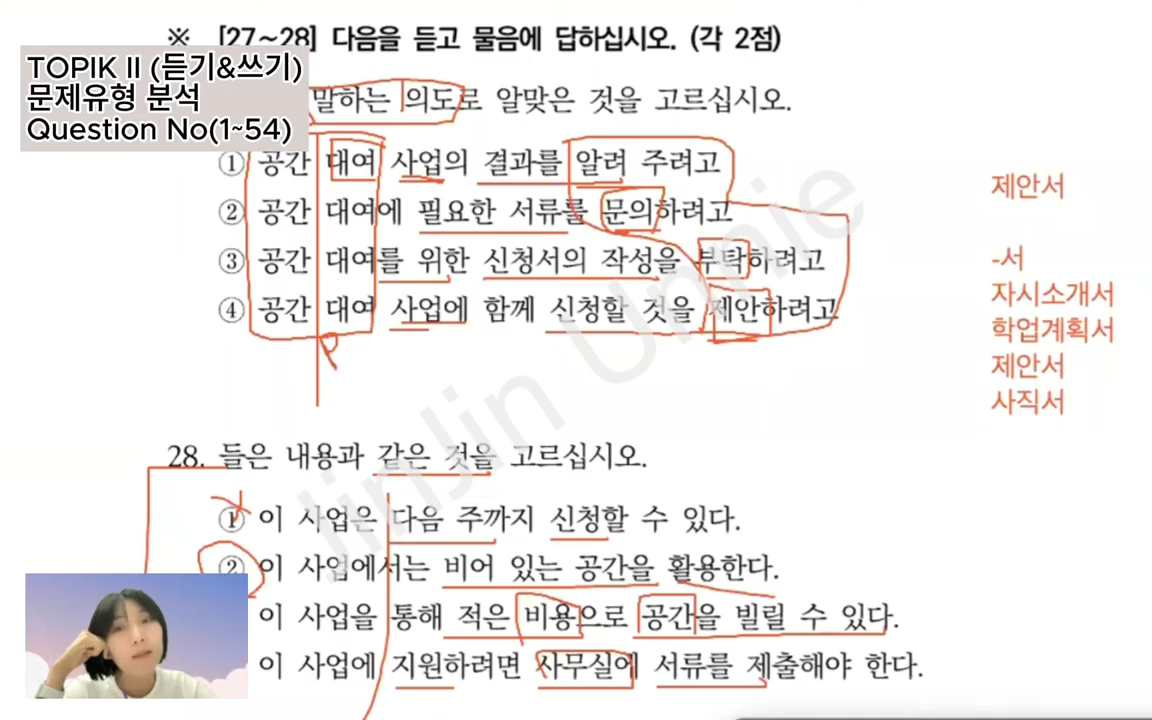 ※ [27～28] 다음을 듣고 물음에 답하십시오. (각 2점)
TOPIK II (듣기&쓰기)
문제유형 분석
Question No(1~54)
말하는 의도로 알맞은 것을 고르십시오.
① 공간 대여 사업의 결과를 알려 주려고
② 공간 대여에 필요한 서류를 문의하려고
③ 공간 대여를 위한 신청서의 작성을 부탁하려고
④ 공간 대여 사업에 함께 신청할 것을 제안하려고
P
제안서
-서
자시소개서
학업계획서
제안서
사직서
28. 들은 내용과 같은 것을 고르십시오.
① 이 사업은 다음 주까지 신청할 수 있다.
② 이 사업에서는 비어 있는 공간을 활용한다.
이 사업을 통해 적은 비용으로 공간을 빌릴 수 있다.
이 사업에 지원하려면 사무실에 서류를 제출해야 한다.
JinJin Unnie